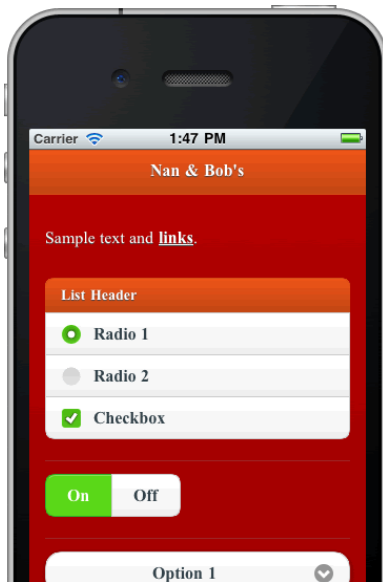 Carrier 1:47 PM
Nan & Bob's
Sample text and links.
List Header
Radio 1
Radio 2
Checkbox
On Off
Option 1